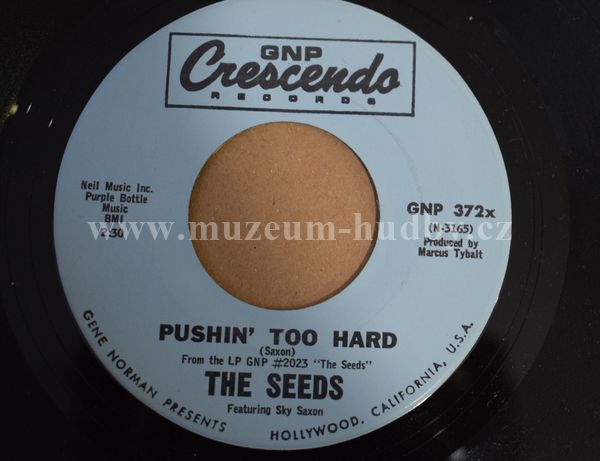 GNP
Crescendo
RECORDS
Neil Music Inc.
Purple Bottle
Music
BMI
2:30
GNP 372x
(N-3165)
Produced by
Marcus Tybalt
www.muzeum-hudby.cz
PUSHIN' TOO HARD
(Saxon)
From the LP GNP #2023 "The Seeds"
THE SEEDS
Featuring Sky Saxon
GENE NORMAN PRESENTS
HOLLYWOOD, CALIFORNIA, U.S.A.